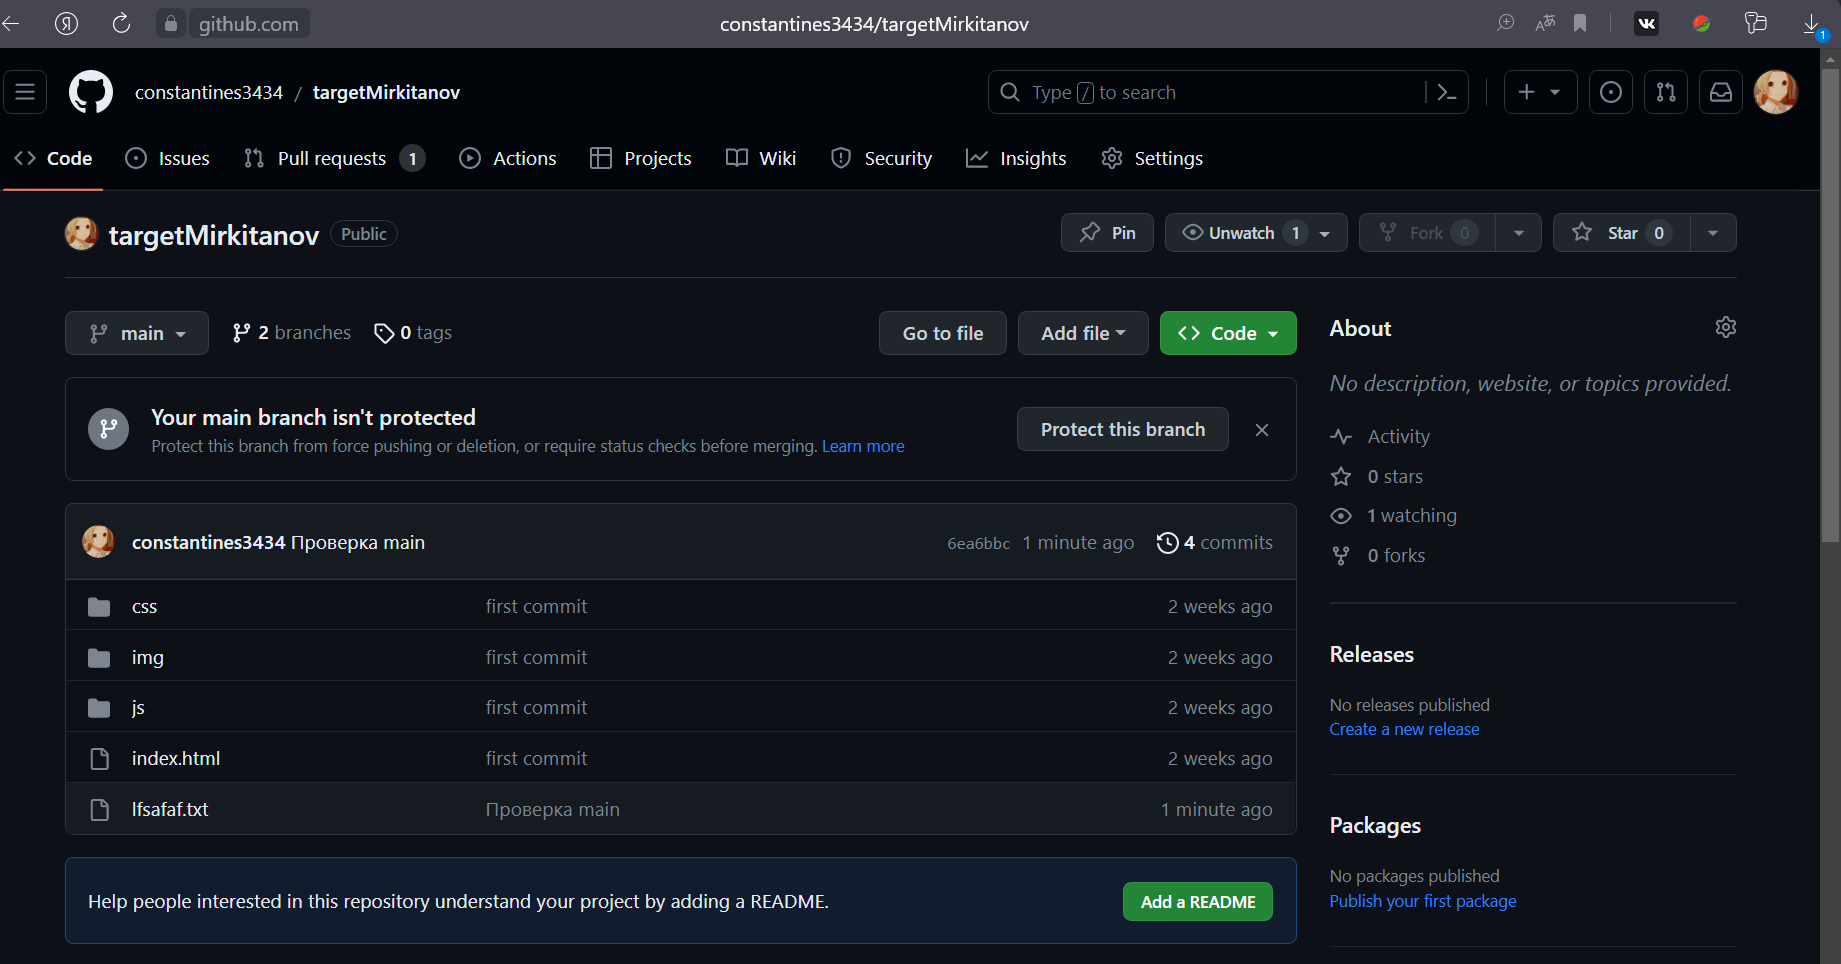 github.com constantines3434/targetMirkitanov 1
constantines3434 / targetMirkitanov Type / to search
Code Issues Pull requests 1 Actions Projects Wiki Security Insights Settings
targetMirkitanov Public Pin Unwatch 1 Fork 0 Star 0
main 2 branches 0 tags Go to file Add file Code
Your main branch isn't protected
Protect this branch from force pushing or deletion, or require status checks before merging. Learn more
Protect this branch
constantines3434 Проверка main 6ea6bbc 1 minute ago 4 commits
css first commit 2 weeks ago
img first commit 2 weeks ago
js first commit 2 weeks ago
index.html first commit 2 weeks ago
lfsafaf.txt Проверка main 1 minute ago
Help people interested in this repository understand your project by adding a README. Add a README
About
No description, website, or topics provided.
Activity
0 stars
1 watching
0 forks
Releases
No releases published
Create a new release
Packages
No packages published
Publish your first package